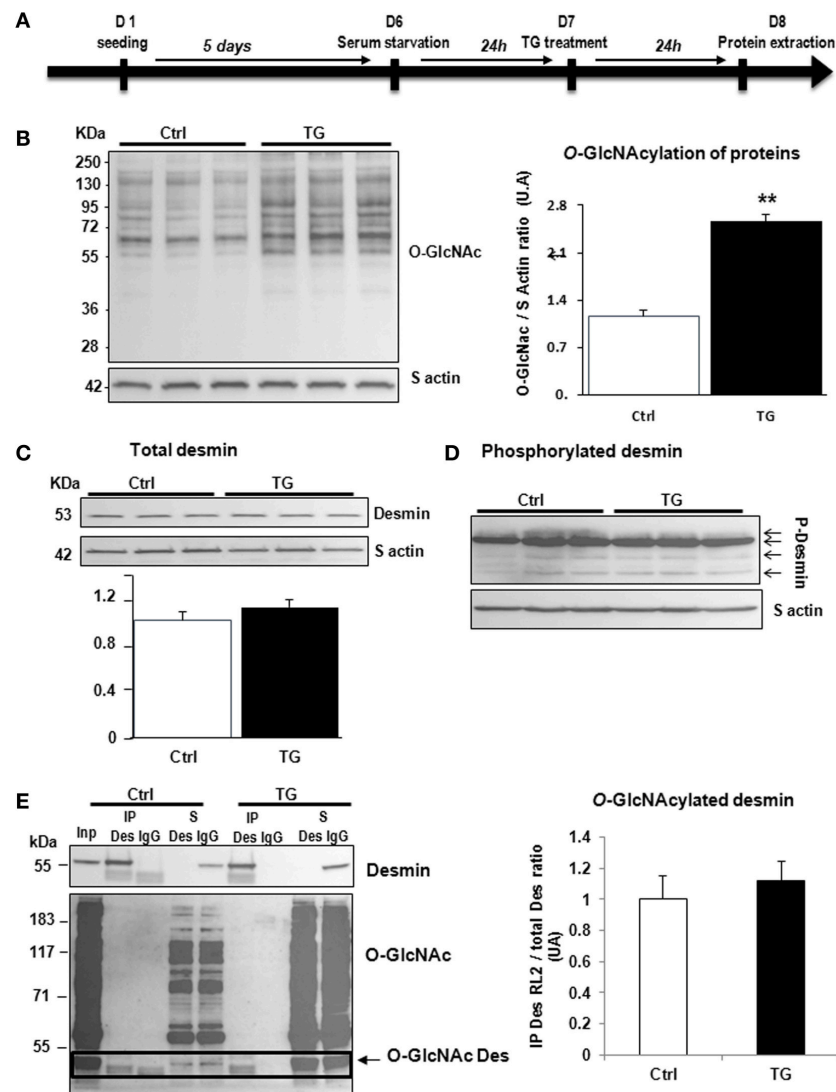 A
D 1
seeding
5 days
D6
Serum starvation
24h
D7
TG treatment
24h
D8
Protein extraction
B
KDa
Ctrl
TG
250
130
95
72
55
36
28
42
O-GlcNAc
S actin
O-GlcNAcylation of proteins
O-GlcNac / S Actin ratio (U.A)
2.8
2.1
1.4
0.7
0.
**
Ctrl
TG
C
Total desmin
KDa
Ctrl
TG
53
Desmin
42
S actin
1.2
0.8
0.4
0
Ctrl
TG
D
Phosphorylated desmin
Ctrl
TG
P-Desmin
S actin
E
Ctrl
TG
IP
S
IP
S
kDa
Inp
Des IgG
Des IgG
Des IgG
Des IgG
55
Desmin
183
117
71
55
O-GlcNAc
O-GlcNAc Des
O-GlcNAcylated desmin
IP Des RL2 / total Des ratio
(UA)
1.4
1.2
1
0.8
0.6
0.4
0.2
0
Ctrl
TG